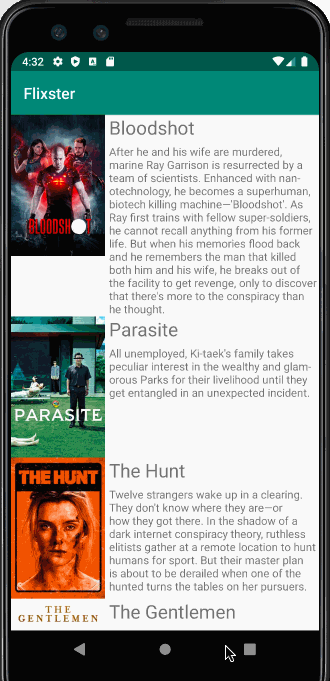 4:32
Flixster
Bloodshot
After he and his wife are murdered,
marine Ray Garrison is resurrected by a
team of scientists. Enhanced with nan-
otechnology, he becomes a superhuman,
biotech killing machine—'Bloodshot'. As
Ray first trains with fellow super-soldiers,
he cannot recall anything from his former
life. But when his memories flood back
and he remembers the man that killed
both him and his wife, he breaks out of
the facility to get revenge, only to discover
that there's more to the conspiracy than
he thought.
Parasite
PARASITE
All unemployed, Ki-taek's family takes
peculiar interest in the wealthy and glam-
orous Parks for their livelihood until they
get entangled in an unexpected incident.
THE HUNT
The Hunt
Twelve strangers wake up in a clearing.
They don't know where they are—or
how they got there. In the shadow of a
dark internet conspiracy theory, ruthless
elitists gather at a remote location to hunt
humans for sport. But their master plan
is about to be derailed when one of the
hunted turns the tables on her pursuers.
THE
GENTLEMEN
The Gentlemen